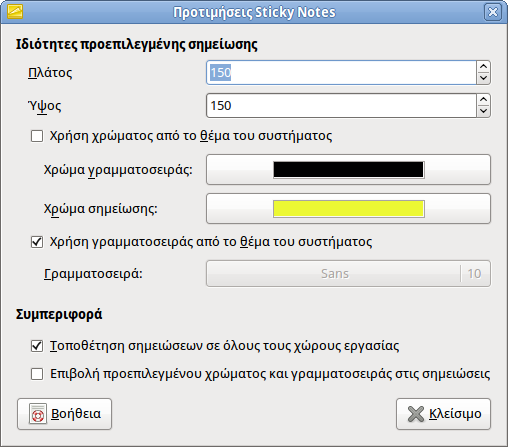 Προτιμήσεις Sticky Notes
Ιδιότητες προεπιλεγμένης σημείωσης
Πλάτος
150
Ύψος
150
Χρήση χρώματος από το θέμα του συστήματος
Χρώμα γραμματοσειράς:
Χρώμα σημείωσης:
Χρήση γραμματοσειράς από το θέμα του συστήματος
Γραμματοσειρά:
Sans
10
Συμπεριφορά
Τοποθέτηση σημειώσεων σε όλους τους χώρους εργασίας
Επιβολή προεπιλεγμένου χρώματος και γραμματοσειράς στις σημειώσεις
Βοήθεια
Κλείσιμο